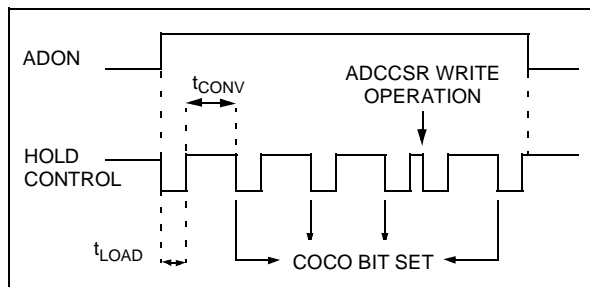 ADON
ADCCSR WRITE
OPERATION
tCONV
HOLD
CONTROL
tLOAD
COCO BIT SET